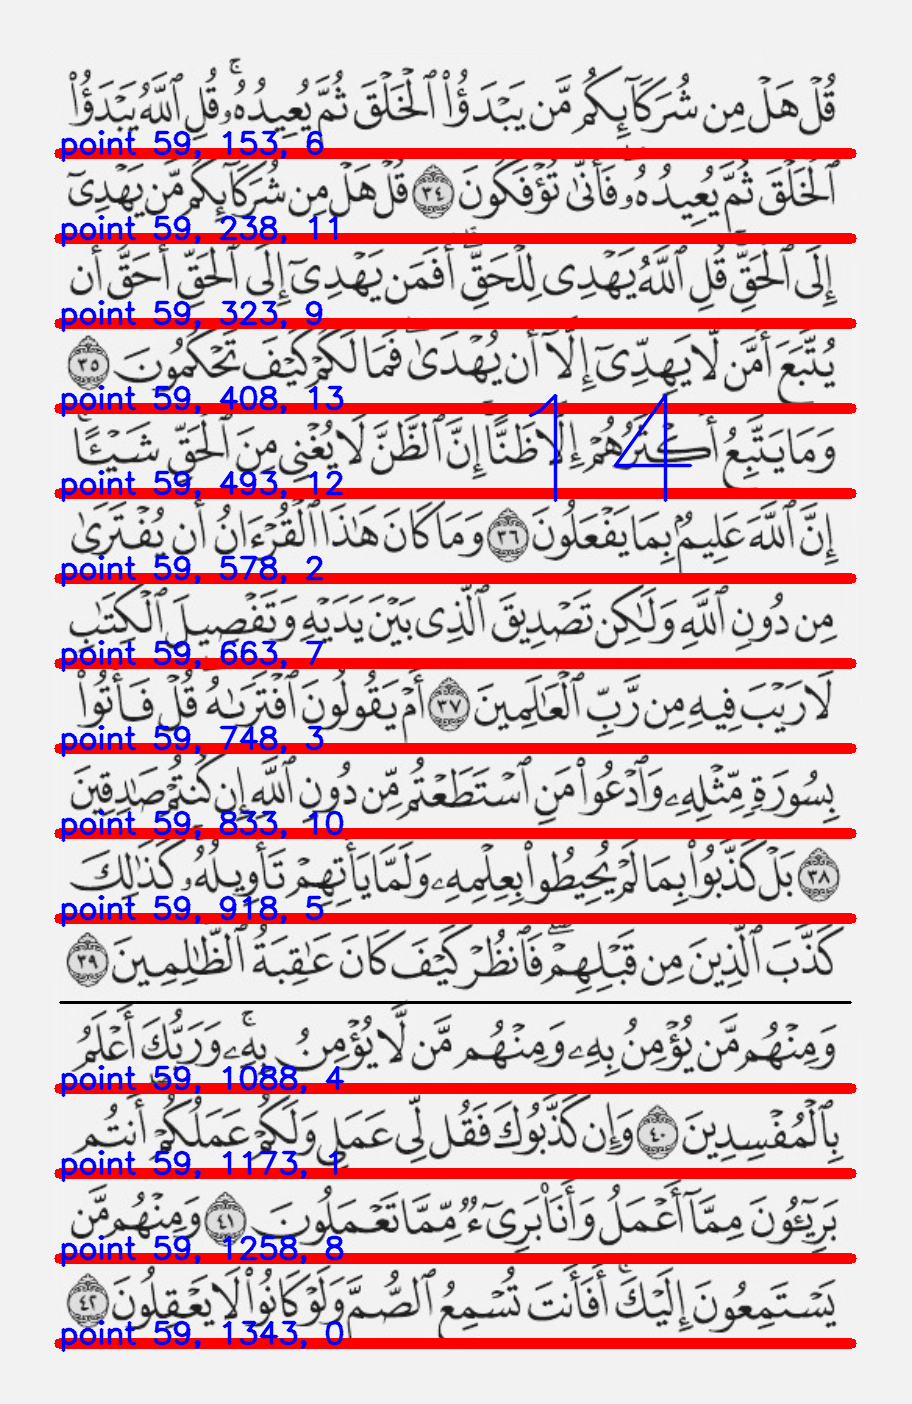 قُلْ هَلْ مِن شُرَكَآئِكُم مَّن يَبْدَؤُا۟ ٱلْخَلْقَ ثُمَّ يُعِيدُهُۥ ۚ قُلِ ٱللَّهُ يَبْدَؤُا۟
point 59, 153, 6
ٱلْخَلْقَ ثُمَّ يُعِيدُهُۥ ۖ فَأَنَّىٰ تُؤْفَكُونَ ٣٤ قُلْ هَلْ مِن شُرَكَآئِكُم مَّن يَهْدِىٓ
point 59, 238, 11
إِلَى ٱلْحَقِّ ۚ قُلِ ٱللَّهُ يَهْدِى لِلْحَقِّ ۗ أَفَمَن يَهْدِىٓ إِلَى ٱلْحَقِّ أَحَقُّ أَن
point 59, 323, 9
يُتَّبَعَ أَمَّن لَّا يَهِدِّىٓ إِلَّآ أَن يُهْدَىٰ ۖ فَمَا لَكُمْ كَيْفَ تَحْكُمُونَ ٣٥
point 59, 408, 13
وَمَا يَتَّبِعُ أَكْثَرُهُمْ إِلَّا ظَنًّا ۚ إِنَّ ٱلظَّنَّ لَا يُغْنِى مِنَ ٱلْحَقِّ شَيْـًٔا ۚ
14
point 59, 493, 12
إِنَّ ٱللَّهَ عَلِيمٌۢ بِمَا يَفْعَلُونَ ٣٦ وَمَا كَانَ هَـٰذَا ٱلْقُرْءَانُ أَن يُفْتَرَىٰ
point 59, 578, 2
مِن دُونِ ٱللَّهِ وَلَـٰكِن تَصْدِيقَ ٱلَّذِى بَيْنَ يَدَيْهِ وَتَفْصِيلَ ٱلْكِتَـٰبِ
point 59, 663, 7
لَا رَيْبَ فِيهِ مِن رَّبِّ ٱلْعَـٰلَمِينَ ٣٧ أَمْ يَقُولُونَ ٱفْتَرَىٰهُ ۖ قُلْ فَأْتُوا۟
point 59, 748, 3
بِسُورَةٍ مِّثْلِهِۦ وَٱدْعُوا۟ مَنِ ٱسْتَطَعْتُم مِّن دُونِ ٱللَّهِ إِن كُنتُمْ صَـٰدِقِينَ
point 59, 833, 10
٣٨ بَلْ كَذَّبُوا۟ بِمَا لَمْ يُحِيطُوا۟ بِعِلْمِهِۦ وَلَمَّا يَأْتِهِمْ تَأْوِيلُهُۥ ۚ كَذَٰلِكَ
point 59, 918, 5
كَذَّبَ ٱلَّذِينَ مِن قَبْلِهِمْ ۖ فَٱنظُرْ كَيْفَ كَانَ عَـٰقِبَةُ ٱلظَّـٰلِمِينَ ٣٩
وَمِنْهُم مَّن يُؤْمِنُ بِهِۦ وَمِنْهُم مَّن لَّا يُؤْمِنُ بِهِۦ ۚ وَرَبُّكَ أَعْلَمُ
point 59, 1088, 4
بِٱلْمُفْسِدِينَ ٤٠ وَإِن كَذَّبُوكَ فَقُل لِّى عَمَلِى وَلَكُمْ عَمَلُكُمْ ۖ أَنتُم
point 59, 1173, 1
بَرِيٓـُٔونَ مِمَّآ أَعْمَلُ وَأَنَا۠ بَرِىٓءٌ مِّمَّا تَعْمَلُونَ ٤١ وَمِنْهُم مَّن
point 59, 1258, 8
يَسْتَمِعُونَ إِلَيْكَ ۚ أَفَأَنتَ تُسْمِعُ ٱلصُّمَّ وَلَوْ كَانُوا۟ لَا يَعْقِلُونَ ٤٢
point 59, 1343, 0